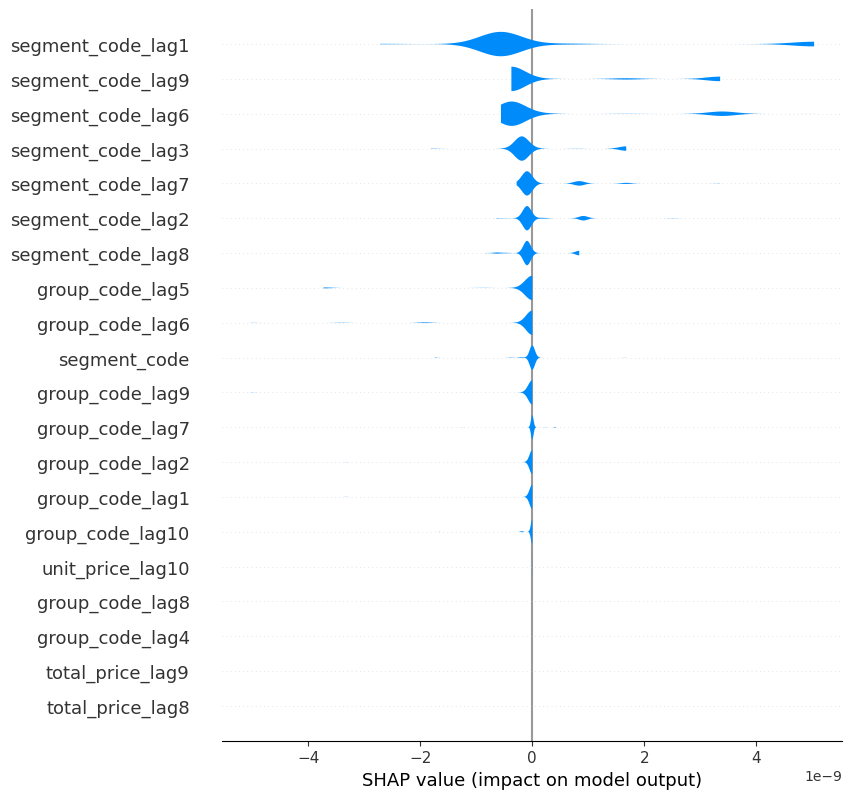 segment_code_lag1
segment_code_lag9
segment_code_lag6
segment_code_lag3
segment_code_lag7
segment_code_lag2
segment_code_lag8
group_code_lag5
group_code_lag6
segment_code
group_code_lag9
group_code_lag7
group_code_lag2
group_code_lag1
group_code_lag10
unit_price_lag10
group_code_lag8
group_code_lag4
total_price_lag9
total_price_lag8
−4 −2 0 2 4
1e−9
SHAP value (impact on model output)